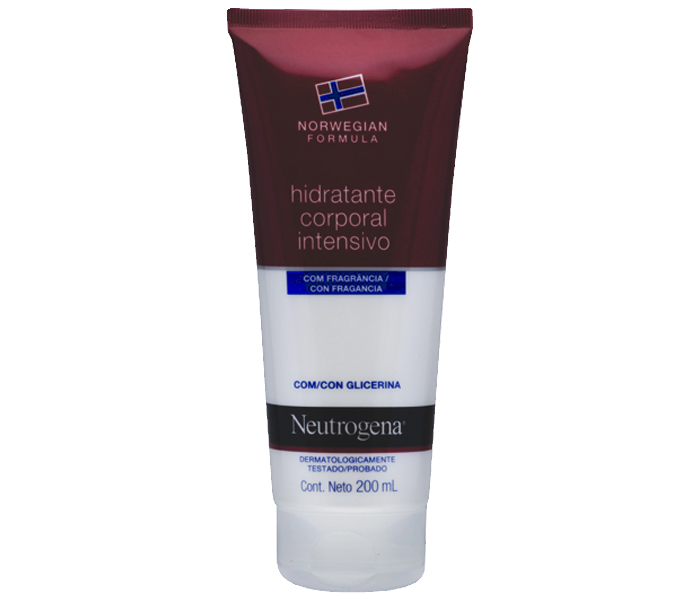 NORWEGIAN
FORMULA
hidratante
corporal
intensivo
COM FRAGRÂNCIA /
CON FRAGANCIA
COM/CON GLICERINA
Neutrogena®
DERMATOLOGICAMENTE
TESTADO/PROBADO
Cont. Neto 200 mL